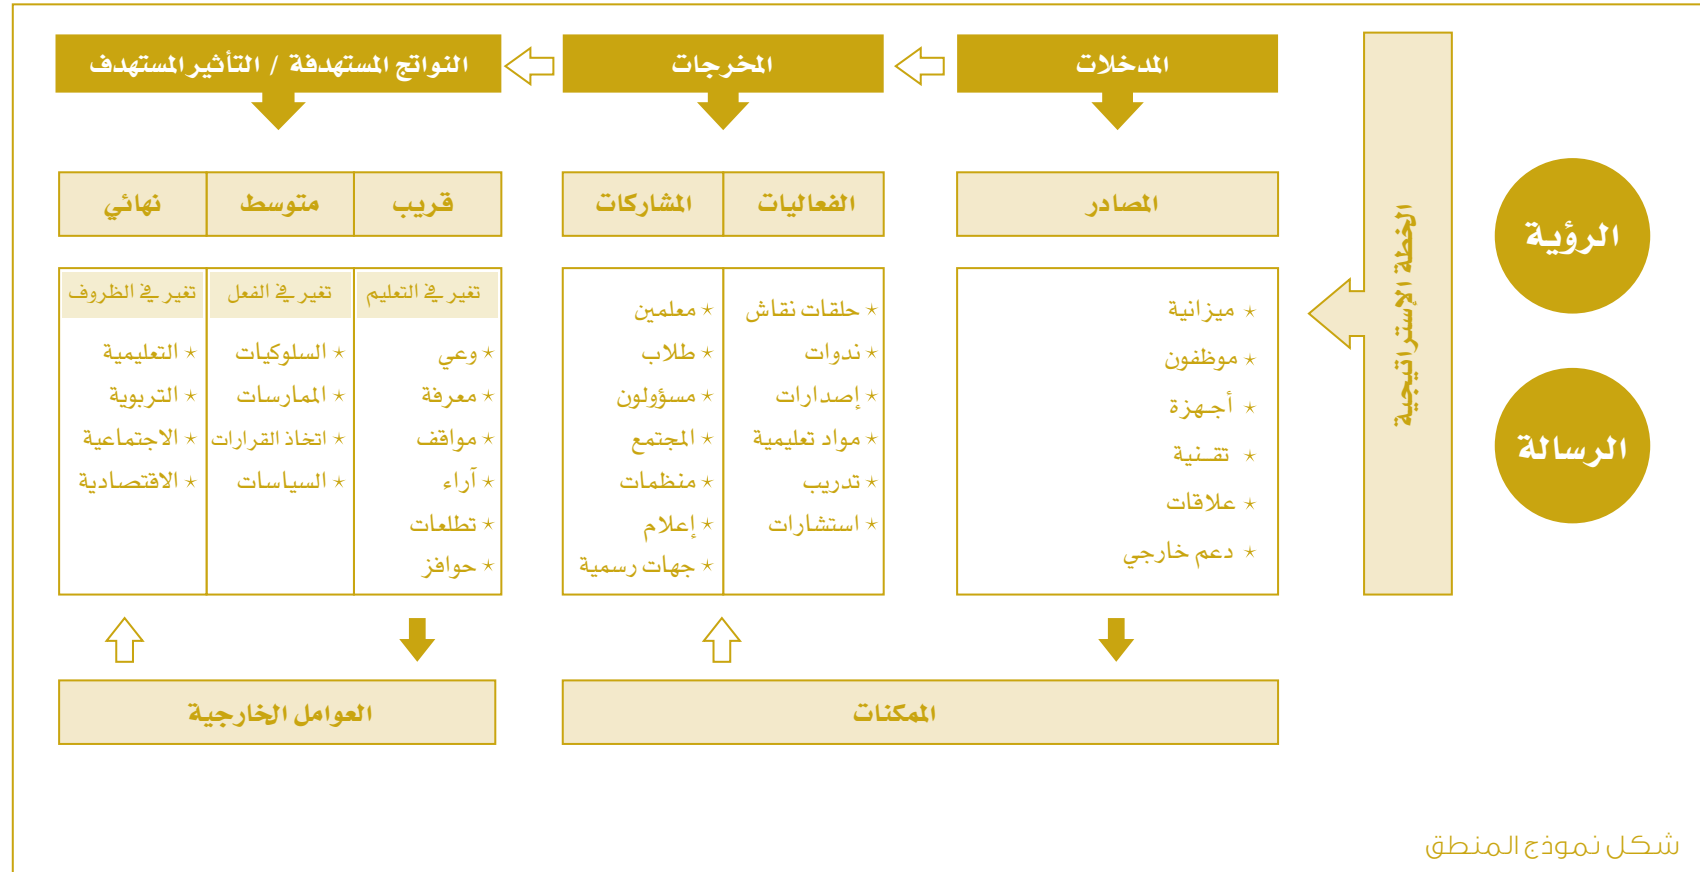 الرؤية
الرسالة
الخطة الإستراتيجية
المدخلات
المصادر
* ميزانية
* موظفون
* أجهزة
* تقنية
* علاقات
* دعم خارجي
المخرجات
الفعاليات
* حلقات نقاش
* ندوات
* إصدارات
* مواد تعليمية
* تدريب
* استشارات
المشاركات
* معلمين
* طلاب
* مسؤولون
* المجتمع
* منظمات
* إعلام
* جهات رسمية
النواتج المستهدفة / التأثير المستهدف
قريب
تغير في التعليم
* وعي
* معرفة
* مواقف
* آراء
* تطلعات
* حوافز
متوسط
تغير في الفعل
* السلوكيات
* الممارسات
* اتخاذ القرارات
* السياسات
نهائي
تغير في الظروف
* التعليمية
* التربوية
* الاجتماعية
* الاقتصادية
الممكنات
العوامل الخارجية
شكل نموذج المنطق